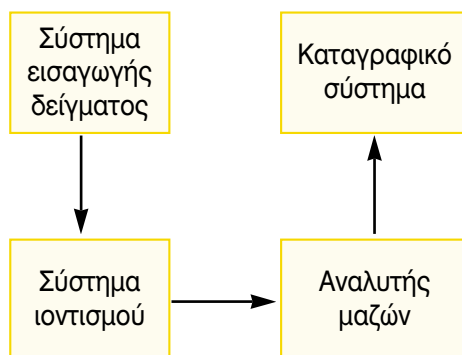 Σύστημα
εισαγωγής
δείγματος
Καταγραφικό
σύστημα
Σύστημα
ιοντισμού
Αναλυτής
μαζών